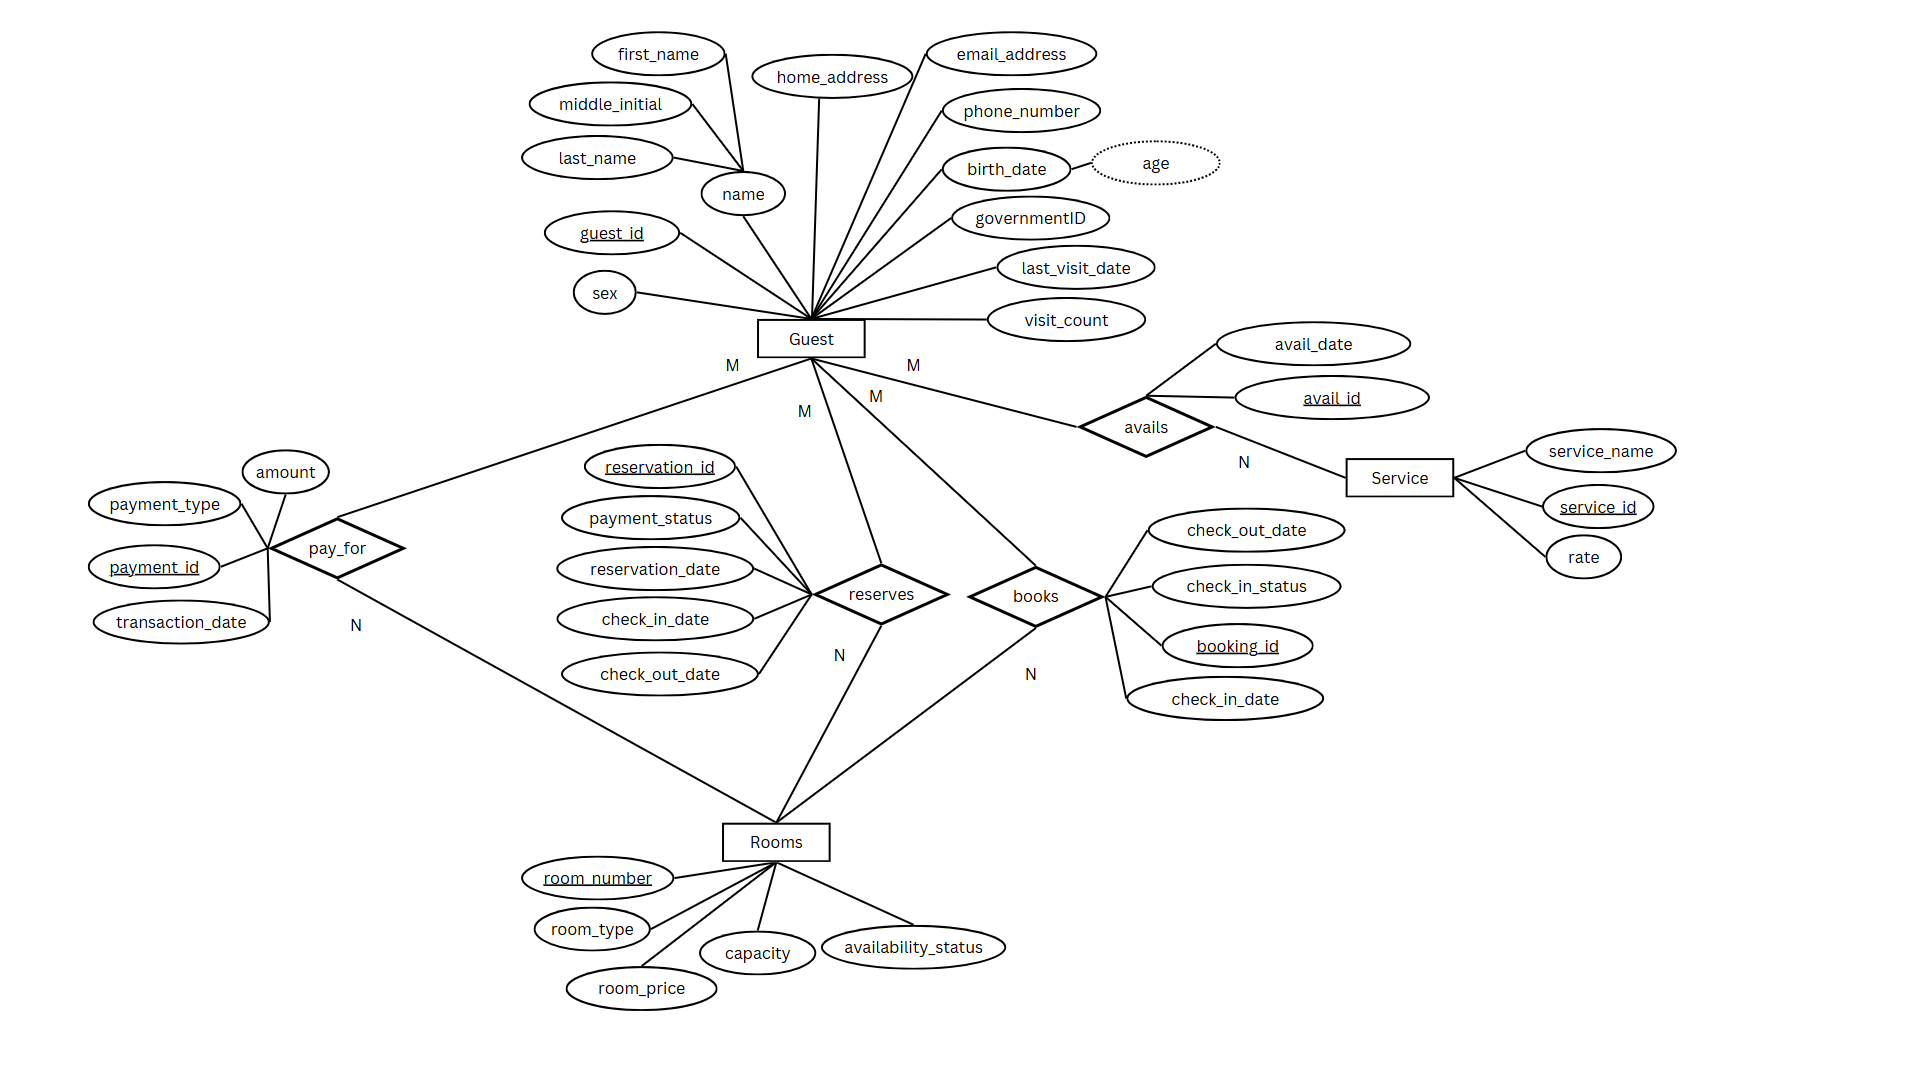 first_name
home_address
email_address
middle_initial
phone_number
last_name
birth_date
age
name
governmentID
guest_id
last_visit_date
sex
visit_count
Guest
M
M
M
M
avail_date
avail_id
avails
N
Service
service_name
service_id
rate
amount
payment_type
pay_for
payment_id
transaction_date
N
reservation_id
payment_status
reservation_date
check_in_date
check_out_date
reserves
N
books
N
check_out_date
check_in_status
booking_id
check_in_date
Rooms
room_number
room_type
capacity
availability_status
room_price